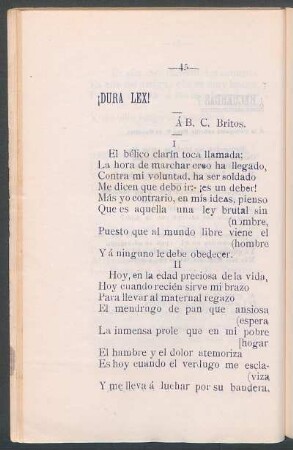 —45—
¡DURA LEX!
Á B. C. Britos.
I
El bélico clarín toca llamada;
La hora de marchar creo ha llegado,
Contra mi voluntad, ha ser soldado
Me dicen que debo ir: ¡es un deber!
Más yo contrario, en mis ideas, pienso
Que es aquella una ley brutal sin
(nombre,
Puesto que al mundo libre viene el
(hombre
Y á ninguno le debe obedecer.
II
Hoy, en la edad preciosa de la vida,
Hoy cuando recién sirve mi brazo
Para llevar al maternal regazo
El mendrugo de pan que ansiosa
(espera
La inmensa prole que en mi pobre
[hogar
El hambre y el dolor atemoriza
Es hoy cuando el verdugo me escla-
(viza
Y me lleva á luchar por su bandera.